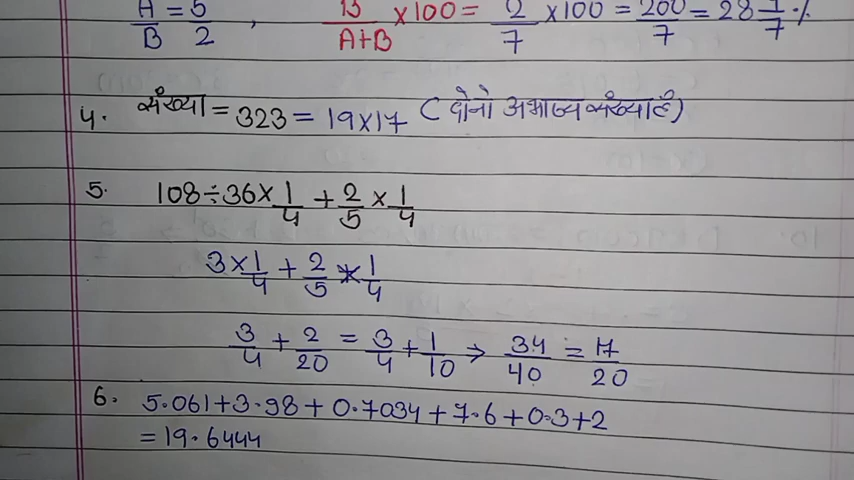 A/B = 5/2 , B/A+B ×100 = 2/7 ×100 = 200/7 = 28 1/7 %
4. संख्या = 323 = 19×17 ( दोनो अभाज्य संख्या है)
5. 108÷36×1/4 + 2/5 × 1/4
3×1/4 + 2/5 × 1/4
3/4 + 2/20 = 3/4 + 1/10 → 34/40 = 17/20
6. 5.061+3.98 + 0.7034 + 7.6 + 0.3+2
= 19.6444